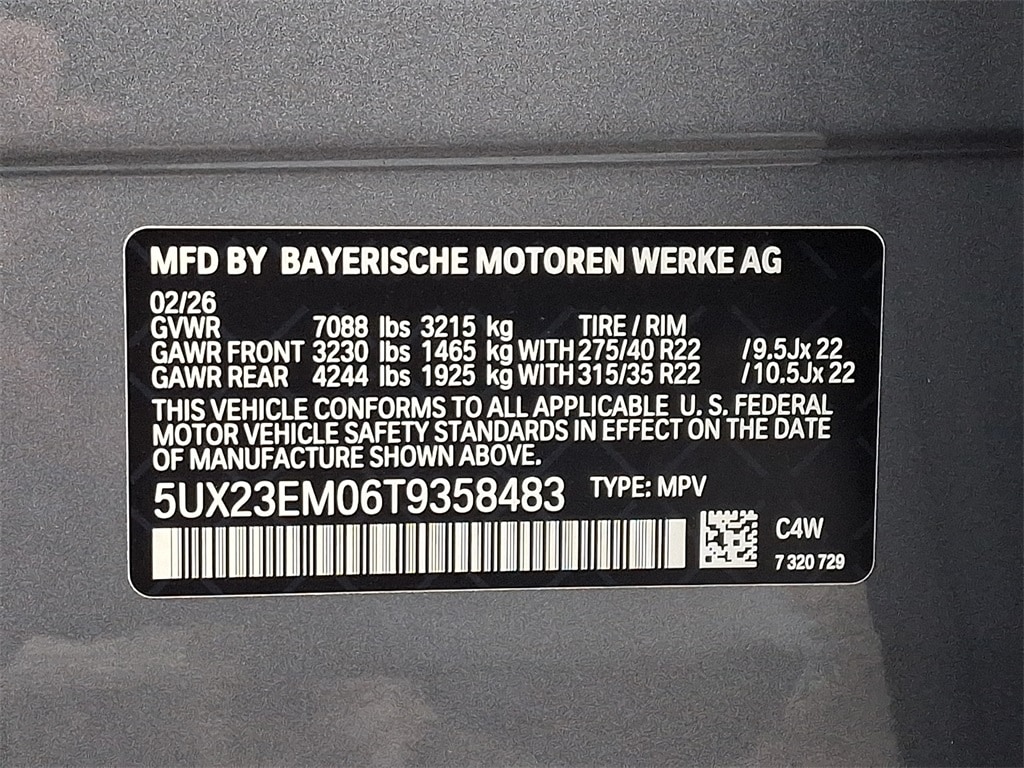 MFD BY BAYERISCHE MOTOREN WERKE AG
02/26
GVWR 7088 lbs 3215 kg TIRE / RIM
GAWR FRONT 3230 lbs 1465 kg WITH 275/40 R22 /9.5Jx 22
GAWR REAR 4244 lbs 1925 kg WITH 315/35 R22 /10.5Jx 22
THIS VEHICLE CONFORMS TO ALL APPLICABLE U. S. FEDERAL
MOTOR VEHICLE SAFETY STANDARDS IN EFFECT ON THE DATE
OF MANUFACTURE SHOWN ABOVE.
5UX23EM06T9358483 TYPE: MPV
C4W
7 320 729